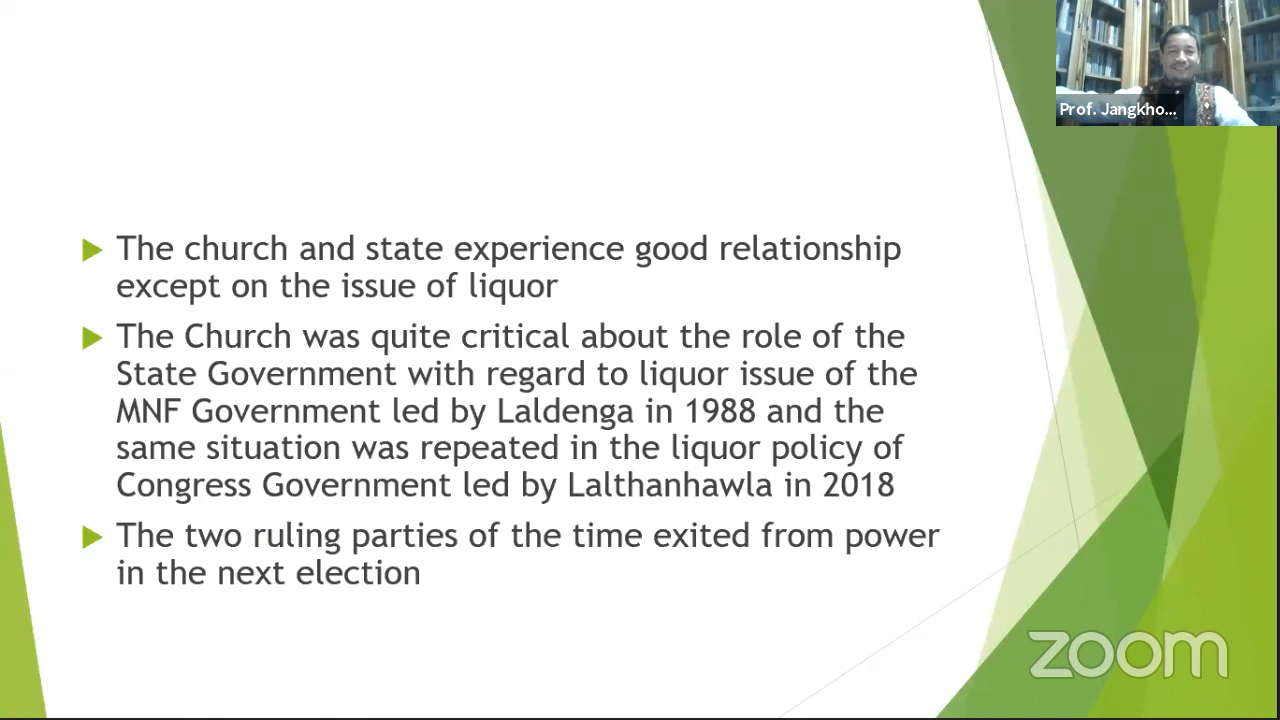 Prof. Jangkho...
The church and state experience good relationship
except on the issue of liquor
The Church was quite critical about the role of the
State Government with regard to liquor issue of the
MNF Government led by Laldenga in 1988 and the
same situation was repeated in the liquor policy of
Congress Government led by Lalthanhawla in 2018
The two ruling parties of the time exited from power
in the next election
zoom